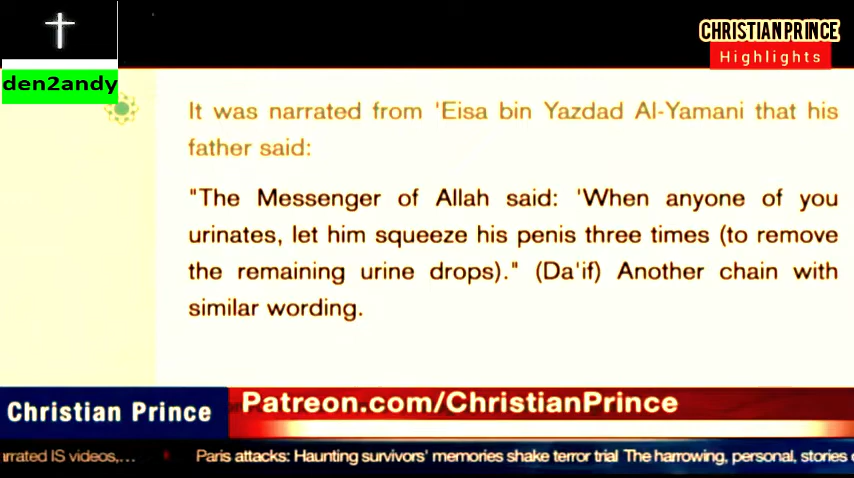 CHRISTIAN PRINCE
Highlights
den2andy
It was narrated from 'Eisa bin Yazdad Al-Yamani that his
father said:
"The Messenger of Allah said: 'When anyone of you
urinates, let him squeeze his penis three times (to remove
the remaining urine drops)." (Da'if) Another chain with
similar wording.
Christian Prince
Patreon.com/ChristianPrince
rrated IS videos,... Paris attacks: Haunting survivors' memories shake terror trial The harrowing, personal, stories